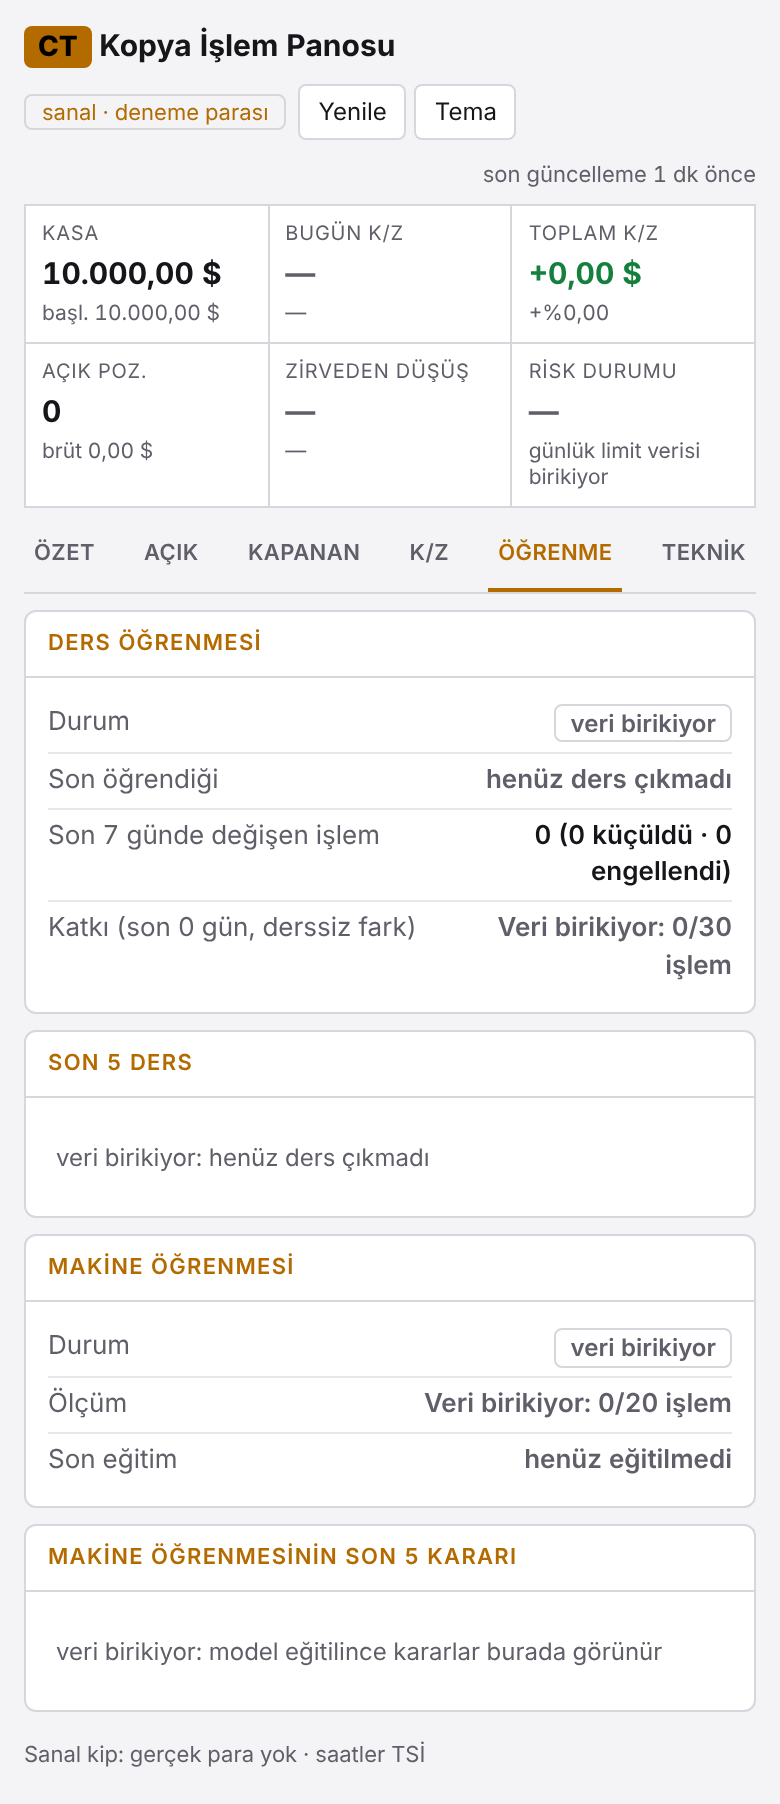 CT Kopya İşlem Panosu
sanal · deneme parası Yenile Tema
son güncelleme 1 dk önce
KASA
10.000,00 $
başl. 10.000,00 $
BUGÜN K/Z
—
—
TOPLAM K/Z
+0,00 $
+%0,00
AÇIK POZ.
0
brüt 0,00 $
ZİRVEDEN DÜŞÜŞ
—
—
RİSK DURUMU
—
günlük limit verisi
birikiyor
ÖZET AÇIK KAPANAN K/Z ÖĞRENME TEKNİK
DERS ÖĞRENMESİ
Durum veri birikiyor
Son öğrendiği henüz ders çıkmadı
Son 7 günde değişen işlem 0 (0 küçüldü · 0
engellendi)
Katkı (son 0 gün, derssiz fark) Veri birikiyor: 0/30
işlem
SON 5 DERS
veri birikiyor: henüz ders çıkmadı
MAKİNE ÖĞRENMESİ
Durum veri birikiyor
Ölçüm Veri birikiyor: 0/20 işlem
Son eğitim henüz eğitilmedi
MAKİNE ÖĞRENMESİNİN SON 5 KARARI
veri birikiyor: model eğitilince kararlar burada görünür
Sanal kip: gerçek para yok · saatler TSİ